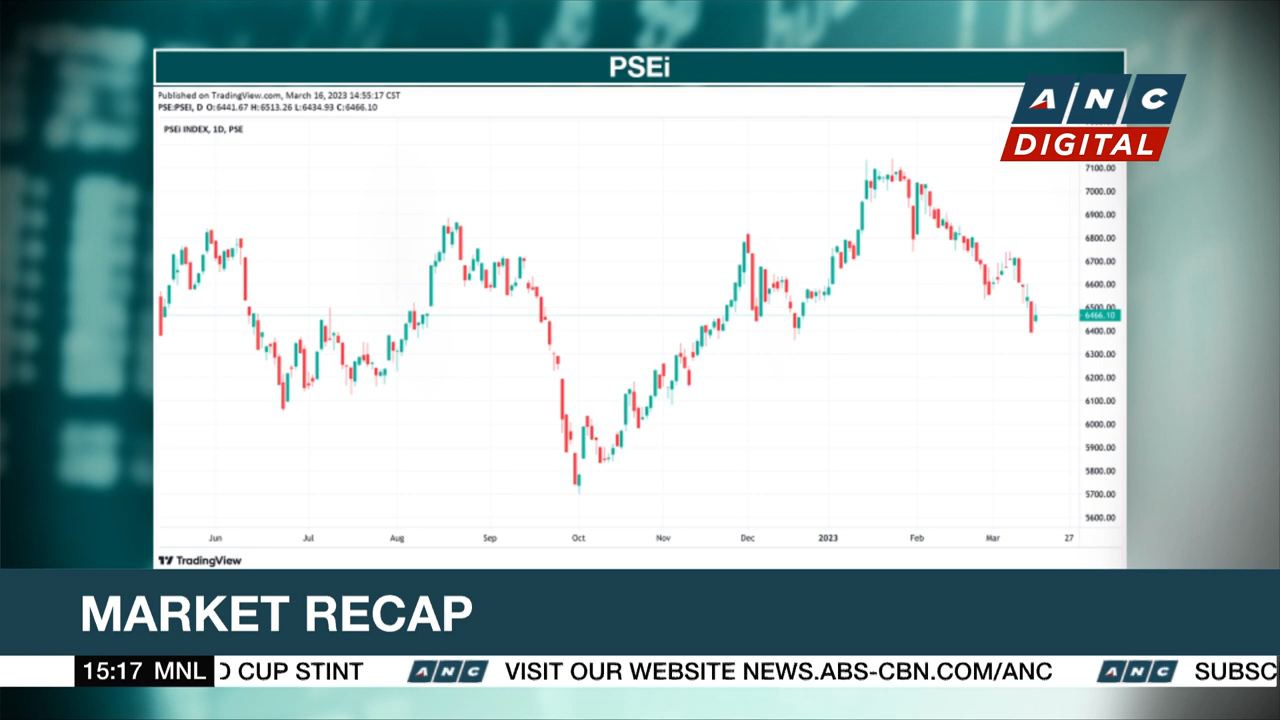 PSEi
Published on TradingView.com, March 16, 2023 14:55:17 CST
PSE:PSEI, D O:6441.67 H:6513.26 L:6434.93 C:6466.10
PSEi INDEX, 1D, PSE
ANC
DIGITAL
7100.00
7000.00
6900.00
6800.00
6700.00
6600.00
6500.00
6466.10
6400.00
6300.00
6200.00
6100.00
6000.00
5900.00
5800.00
5700.00
5600.00
Jun Jul Aug Sep Oct Nov Dec 2023 Feb Mar 27
TradingView
MARKET RECAP
15:17 MNL CUP STINT ANC VISIT OUR WEBSITE NEWS.ABS-CBN.COM/ANC ANC SUBSC